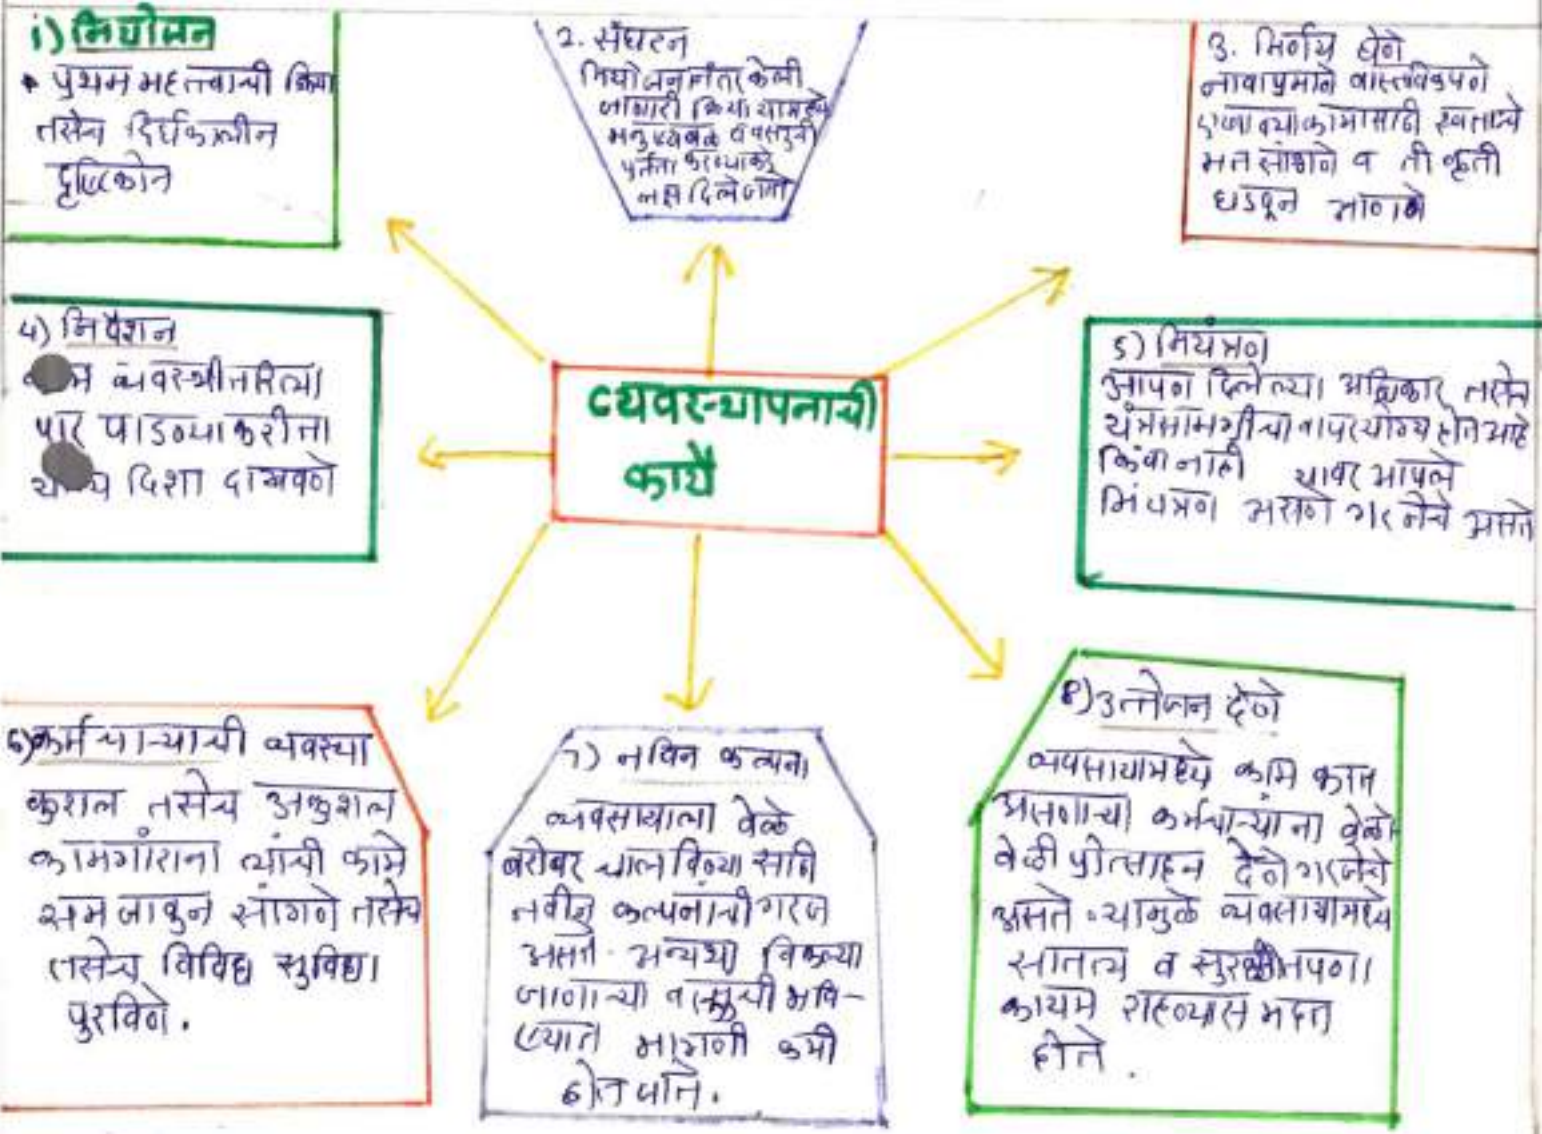 1) नियोजन
• प्रथम महत्त्वाची क्रिया
तसेच दिर्घकालीन
दृष्टिकोन
2. संघटन
नियोजनानंतर केली
जाणारी क्रिया यामध्ये
मनुष्यबळ व वस्तुची
पुर्तता करण्याकडे
लक्ष दिले जाते
3. निर्णय घेणे
नावाप्रमाणे वास्तविकपणे
एखाद्या कामासाठी स्वताचे
मत सांगणे व ती कृती
घडवून आणणे
4) निर्देशन
व्यवस्थीतरित्या
पार पाडण्याकरीता
दिशा दाखवणे
व्यवस्थापनाची
कार्ये
5) नियंत्रण
आपण दिलेल्या अधिकार तसेच
यंत्रसामग्रीचा वापर योग्य होत आहे
किंवा नाही यावर आपले
नियंत्रण असणे गरजेचे असते
6) कर्मचाऱ्याची व्यवस्था
कुशल तसेच अकुशल
कामगारांना त्यांची कामे
समजावुन सांगणे तसेच
तसेच विविध सुविधा
पुरविणे.
7) नविन कल्पना
व्यवसायाला वेळे
बरोबर चालविण्या साठी
नवीन कल्पनांची गरज
असते. अन्यथा विकल्या
जाणाऱ्या वस्तुची भवि-
ष्यात मागणी कमी
होत जाते.
8) उत्तेजन देणे
व्यवसायामध्ये काम करत
असणाऱ्या कर्मचाऱ्यांना वेळो
वेळी प्रोत्साहन देणे गरजेचे
असते त्यामुळे व्यवसायामध्ये
सातत्य व सुरक्षीतपणा
कायम राहण्यास मदत
होते.